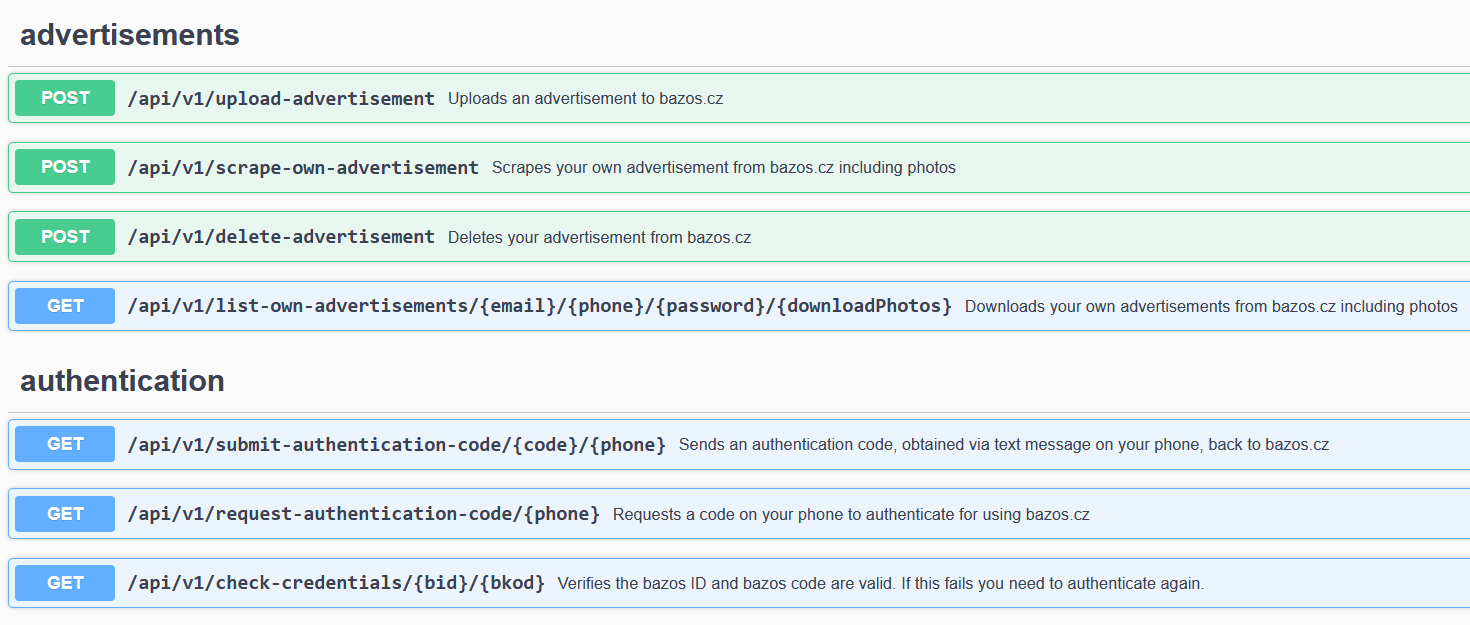 advertisements
POST /api/v1/upload-advertisement Uploads an advertisement to bazos.cz
POST /api/v1/scrape-own-advertisement Scrapes your own advertisement from bazos.cz including photos
POST /api/v1/delete-advertisement Deletes your advertisement from bazos.cz
GET /api/v1/list-own-advertisements/{email}/{phone}/{password}/{downloadPhotos} Downloads your own advertisements from bazos.cz including photos
authentication
GET /api/v1/submit-authentication-code/{code}/{phone} Sends an authentication code, obtained via text message on your phone, back to bazos.cz
GET /api/v1/request-authentication-code/{phone} Requests a code on your phone to authenticate for using bazos.cz
GET /api/v1/check-credentials/{bid}/{bkod} Verifies the bazos ID and bazos code are valid. If this fails you need to authenticate again.